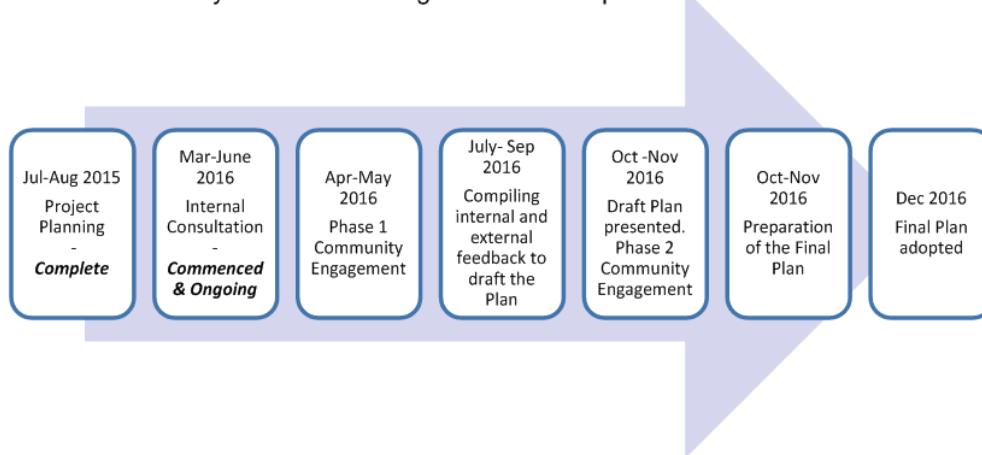 Jul-Aug 2015
Project
Planning
-
Complete
Mar-June
2016
Internal
Consultation
-
Commenced
& Ongoing
Apr-May
2016
Phase 1
Community
Engagement
July- Sep
2016
Compiling
internal and
external
feedback to
draft the
Plan
Oct -Nov
2016
Draft Plan
presented.
Phase 2
Community
Engagement
Oct-Nov
2016
Preparation
of the Final
Plan
Dec 2016
Final Plan
adopted